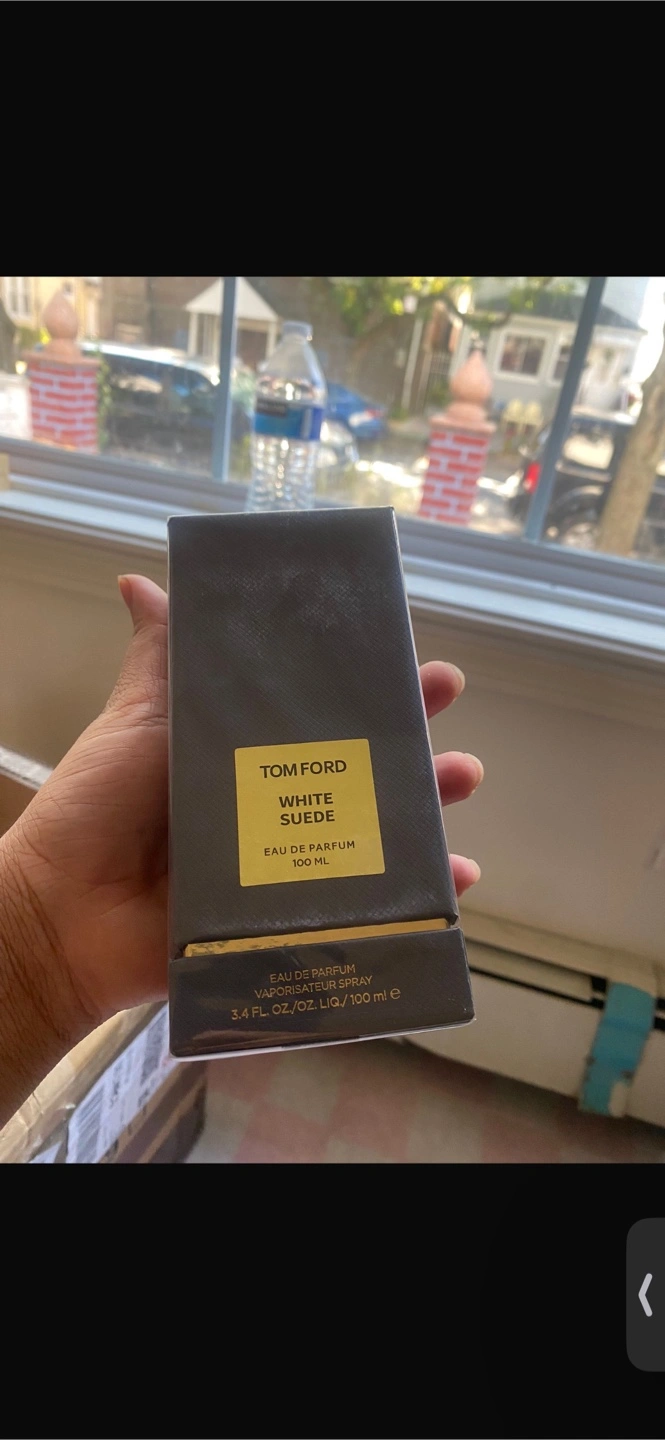 TOM FORD
WHITE
SUEDE
EAU DE PARFUM
100 ML
EAU DE PARFUM
VAPORISATEUR SPRAY
3.4 FL. OZ./OZ. LIQ./ 100 ml ℮